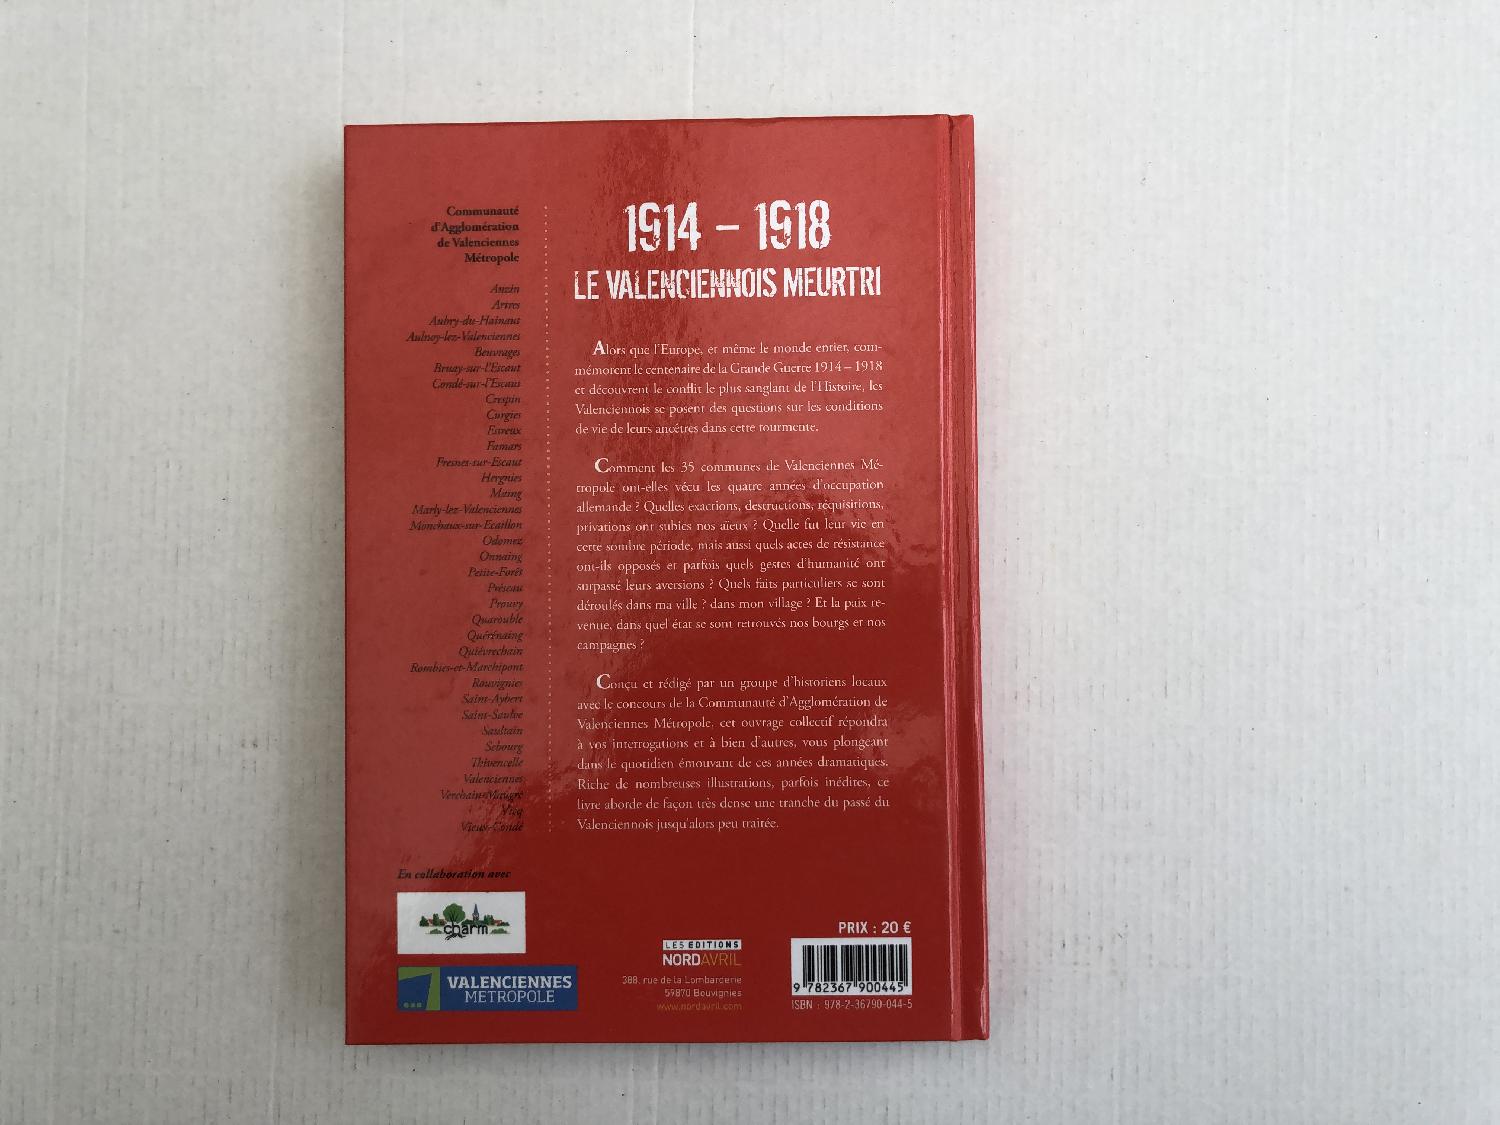 Communauté
d'Agglomération
de Valenciennes
Métropole
Anzin
Artres
Aubry-du-Hainaut
Aulnoy-lez-Valenciennes
Beuvrages
Bruay-sur-l'Escaut
Condé-sur-l'Escaut
Crespin
Curgies
Estreux
Famars
Fresnes-sur-Escaut
Hergnies
Maing
Marly-lez-Valenciennes
Monchaux-sur-Ecaillon
Odomez
Onnaing
Petite-Forêt
Préseau
Prouvy
Quarouble
Quérénaing
Quiévrechain
Rombies-et-Marchipont
Rouvignies
Saint-Aybert
Saint-Saulve
Saultain
Sebourg
Thivencelle
Valenciennes
Verchain-Maugré
Vicq
Vieux-Condé
En collaboration avec
charm
VALENCIENNES
METROPOLE
1914 – 1918
LE VALENCIENNOIS MEURTRI
Alors que l'Europe, et même le monde entier, com-
mémorent le centenaire de la Grande Guerre 1914 – 1918
et découvrent le conflit le plus sanglant de l'Histoire, les
Valenciennois se posent des questions sur les conditions
de vie de leurs ancêtres dans cette tourmente.
Comment les 35 communes de Valenciennes Mé-
tropole ont-elles vécu les quatre années d'occupation
allemande ? Quelles exactions, destructions, réquisitions,
privations ont subies nos aïeux ? Quelle fut leur vie en
cette sombre période, mais aussi quels actes de résistance
ont-ils opposés et parfois quels gestes d'humanité ont
surpassé leurs aversions ? Quels faits particuliers se sont
déroulés dans ma ville ? dans mon village ? Et la paix re-
venue, dans quel état se sont retrouvés nos bourgs et nos
campagnes ?
Conçu et rédigé par un groupe d'historiens locaux
avec le concours de la Communauté d'Agglomération de
Valenciennes Métropole, cet ouvrage collectif répondra
à vos interrogations et à bien d'autres, vous plongeant
dans le quotidien émouvant de ces années dramatiques.
Riche de nombreuses illustrations, parfois inédites, ce
livre aborde de façon très dense une tranche du passé du
Valenciennois jusqu'alors peu traitée.
LES EDITIONS
NORDAVRIL
388, rue de la Lombarderie
59870 Bouvignies
www.nordavril.com
PRIX : 20 €
9 782367 900445
ISBN : 978-2-36790-044-5